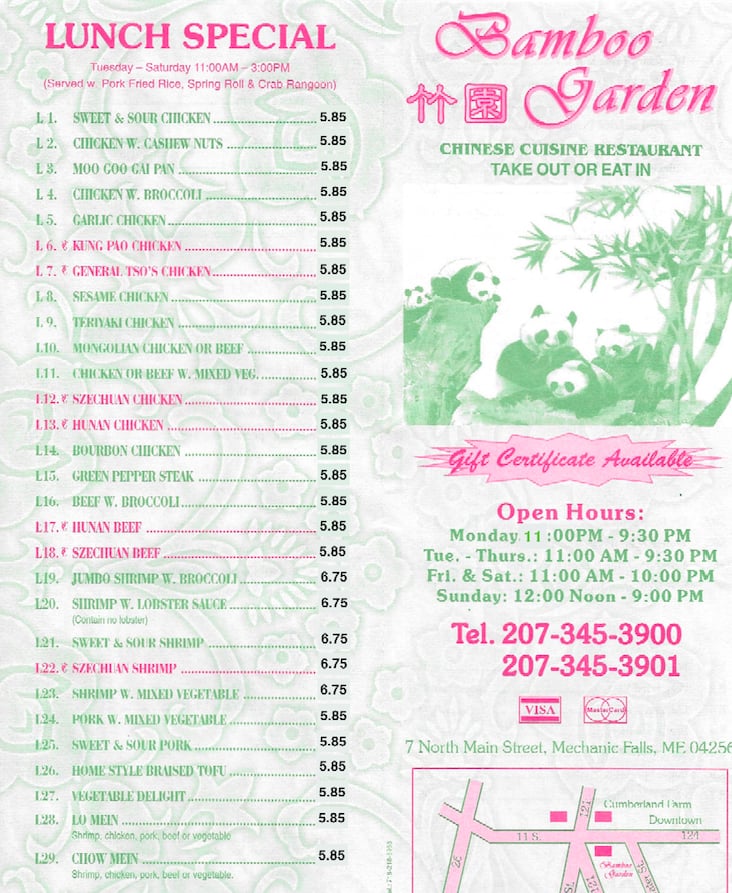 LUNCH SPECIAL
Tuesday – Saturday 11:00AM – 3:00PM
(Served w. Pork Fried Rice, Spring Roll & Crab Rangoon)
L 1. SWEET & SOUR CHICKEN 5.85
L 2. CHICKEN W. CASHEW NUTS 5.85
L 3. MOO GOO GAI PAN 5.85
L 4. CHICKEN W. BROCCOLI 5.85
L 5. GARLIC CHICKEN 5.85
L 6. KUNG PAO CHICKEN 5.85
L 7. GENERAL TSO'S CHICKEN 5.85
L 8. SESAME CHICKEN 5.85
L 9. TERIYAKI CHICKEN 5.85
L10. MONGOLIAN CHICKEN OR BEEF 5.85
L11. CHICKEN OR BEEF W. MIXED VEG. 5.85
L12. SZECHUAN CHICKEN 5.85
L13. HUNAN CHICKEN 5.85
L14. BOURBON CHICKEN 5.85
L15. GREEN PEPPER STEAK 5.85
L16. BEEF W. BROCCOLI 5.85
L17. HUNAN BEEF 5.85
L18. SZECHUAN BEEF 5.85
L19. JUMBO SHRIMP W. BROCCOLI 6.75
L20. SHRIMP W. LOBSTER SAUCE 6.75
(Contain no lobster)
L21. SWEET & SOUR SHRIMP 6.75
L22. SZECHUAN SHRIMP 6.75
L23. SHRIMP W. MIXED VEGETABLE 6.75
L24. PORK W. MIXED VEGETABLE 5.85
L25. SWEET & SOUR PORK 5.85
L26. HOME STYLE BRAISED TOFU 5.85
L27. VEGETABLE DELIGHT 5.85
L28. LO MEIN 5.85
Shrimp, chicken, pork, beef or vegetable
L29. CHOW MEIN 5.85
Shrimp, chicken, pork, beef or vegetable.
Bamboo
竹園 Garden
CHINESE CUISINE RESTAURANT
TAKE OUT OR EAT IN
Gift Certificate Available
Open Hours:
Monday 11 :00PM - 9:30 PM
Tue. - Thurs.: 11:00 AM - 9:30 PM
Fri. & Sat.: 11:00 AM - 10:00 PM
Sunday: 12:00 Noon - 9:00 PM
Tel. 207-345-3900
207-345-3901
VISA MasterCard
7 North Main Street, Mechanic Falls, ME 04256
121
Cumberland Farm
Downtown
11 S.
124
26
121
Bamboo
Garden